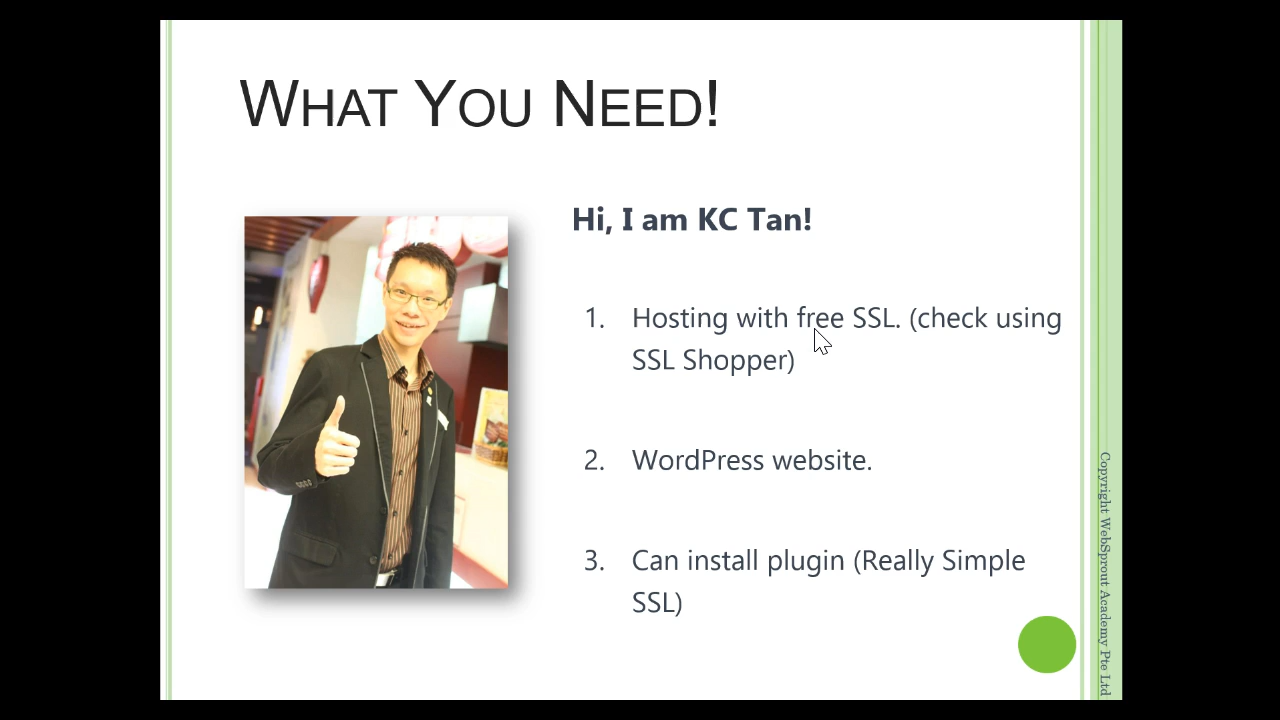 WHAT YOU NEED!
Hi, I am KC Tan!
1. Hosting with free SSL. (check using
SSL Shopper)
2. WordPress website.
3. Can install plugin (Really Simple
SSL)
Copyright WebSprout Academy Pte Ltd